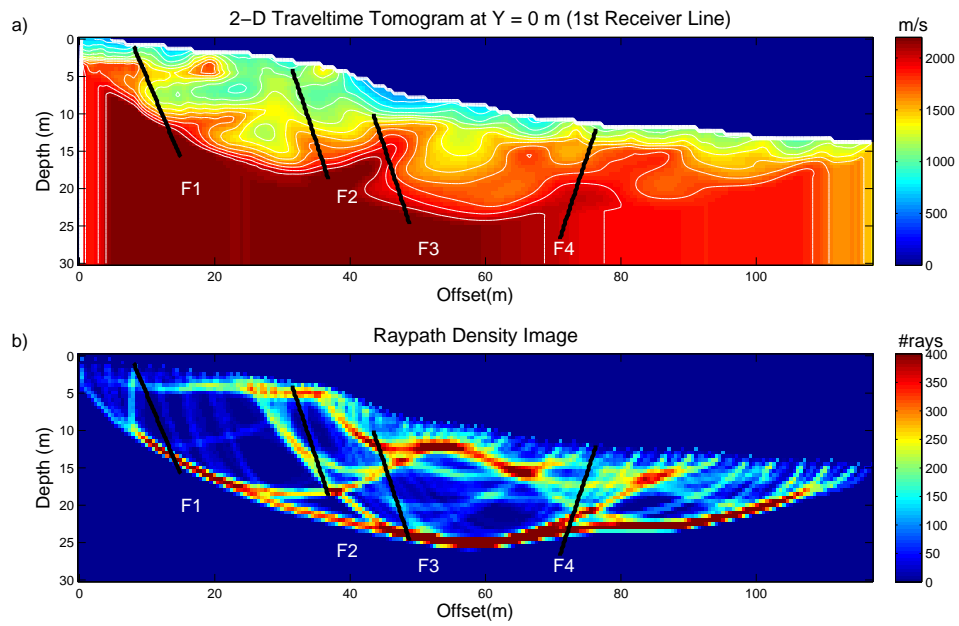 a)
2−D Traveltime Tomogram at Y = 0 m (1st Receiver Line)
m/s
0
5
10
15
20
25
30
Depth (m)
F1
F2
F3
F4
20
40
60
80
100
Offset(m)
2000
1500
1000
500
0
b)
Raypath Density Image
#rays
0
5
10
15
20
25
30
Depth (m)
F1
F2
F3
F4
0
20
40
60
80
100
Offset(m)
400
350
300
250
200
150
100
50
0